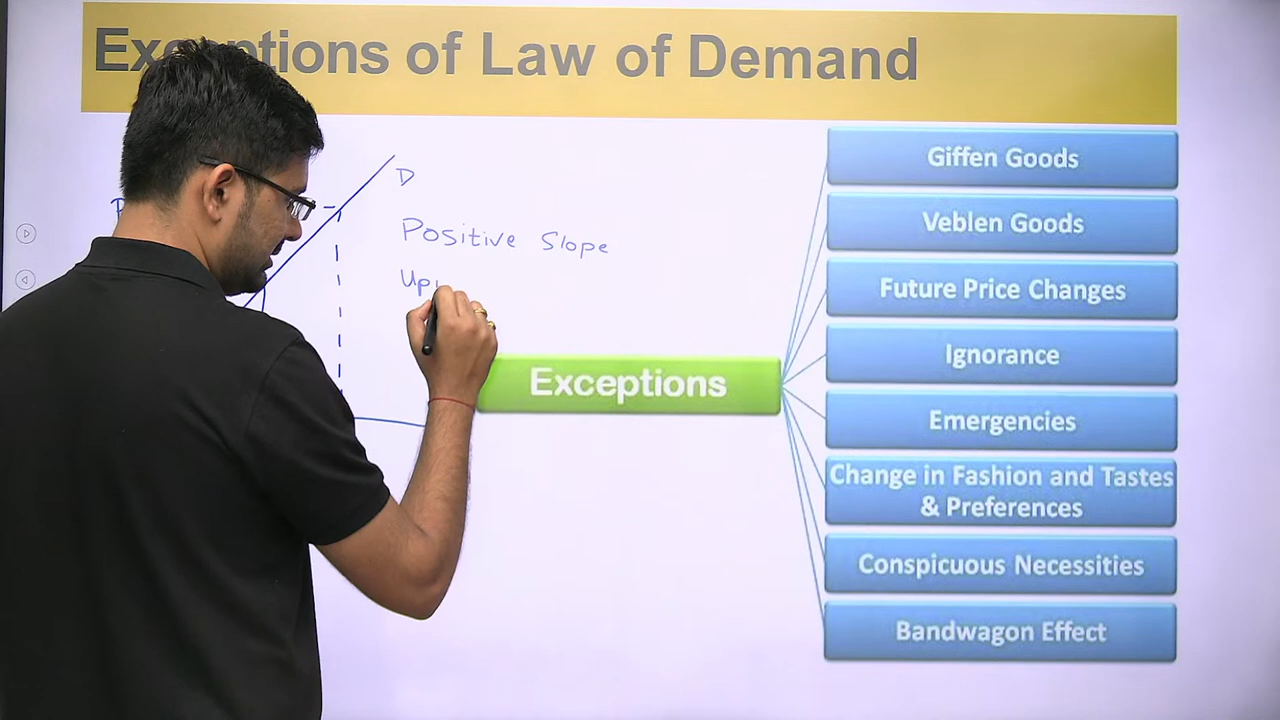 Exceptions of Law of Demand
D
Positive Slope
Exceptions
Giffen Goods
Veblen Goods
Future Price Changes
Ignorance
Emergencies
Change in Fashion and Tastes
& Preferences
Conspicuous Necessities
Bandwagon Effect